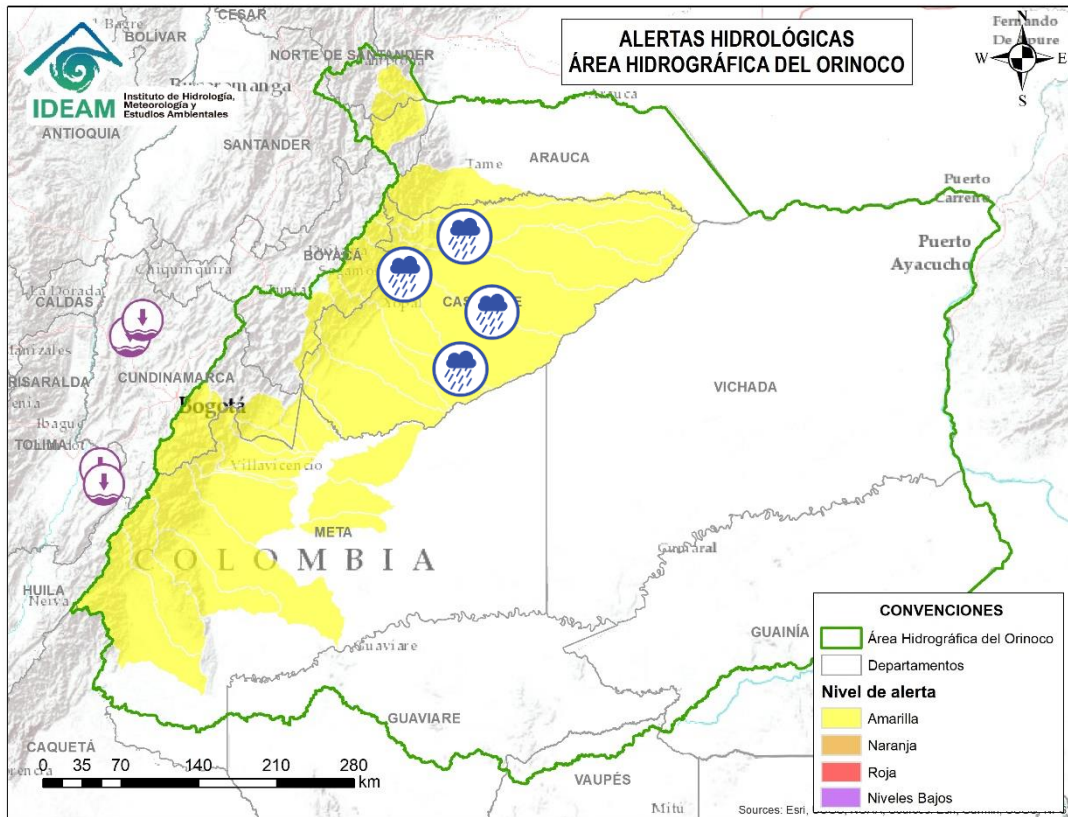 CESAR
BOLÍVAR
NORTE DE SANTANDER
ALERTAS HIDROLÓGICAS
ÁREA HIDROGRÁFICA DEL ORINOCO
N
W
E
S
IDEAM
Instituto de Hidrología,
Meteorología y
Estudios Ambientales
Arauca
ANTIOQUIA
SANTANDER
ARAUCA
Tame
Puerto
Carreño
Puerto
Ayacucho
BOYACÁ
Chiquinquirá
La Dorada
CALDAS
Tunja
Yopal
VICHADA
CUNDINAMARCA
RISARALDA
Bogotá
Ibagué
TOLIMA
Villavicencio
META
COLOMBIA
HUILA
Neiva
Guaviare
GUAINÍA
GUAVIARE
CAQUETÁ
VAUPÉS
Mitú
0 35 70 140 210 280
km
CONVENCIONES
Área Hidrográfica del Orinoco
Departamentos
Nivel de alerta
Amarilla
Naranja
Roja
Niveles Bajos
Sources: Esri,